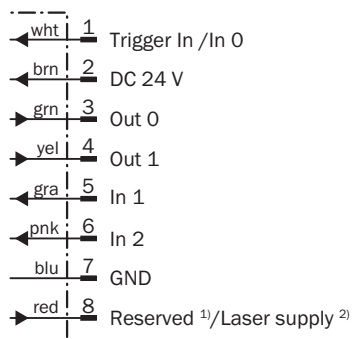 wht 1 Trigger In /In 0
brn 2 DC 24 V
grn 3 Out 0
yel 4 Out 1
gra 5 In 1
pnk 6 In 2
blu 7 GND
red 8 Reserved 1)/Laser supply 2)